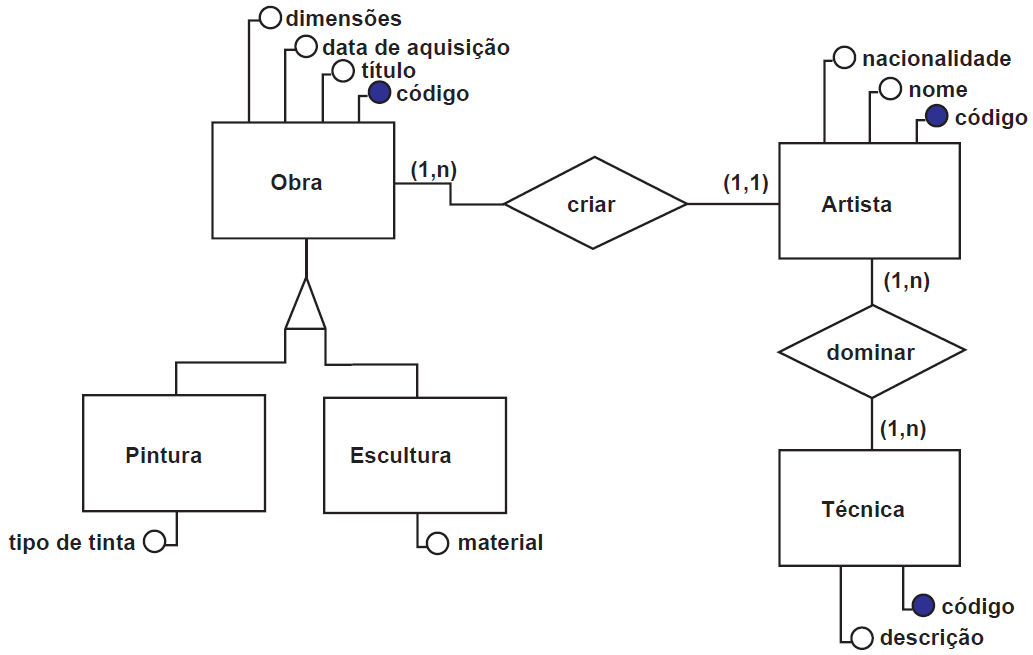 dimensões
data de aquisição
título
código
Obra
(1,n)
criar
(1,1)
nacionalidade
nome
código
Artista
(1,n)
dominar
(1,n)
Técnica
código
descrição
Pintura
Escultura
tipo de tinta
material